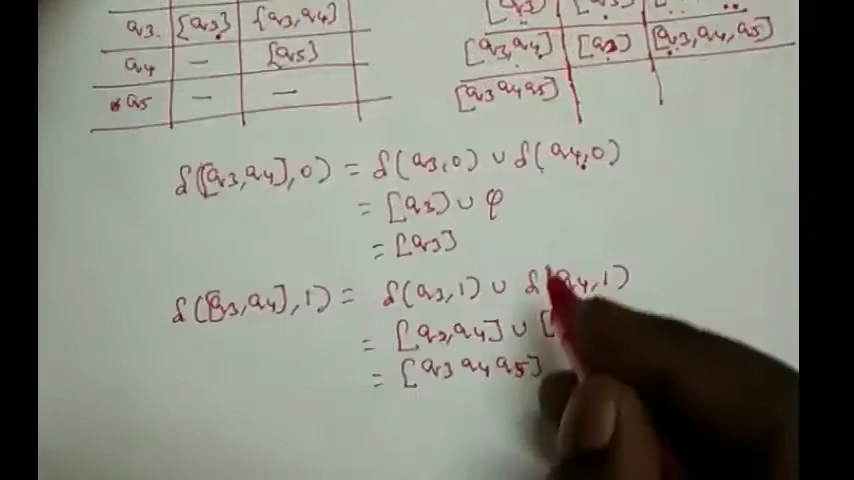 q3 {q3} {q3,q4}
q4 — {q5}
q5 — —
[q3,q4] [q3] [q3,q4,q5]
[q3 q4 q5]
δ([q3,q4],0) = δ(q3,0) ∪ δ(q4,0)
= [q3] ∪ φ
= [q3]
δ([q3,q4],1) = δ(q3,1) ∪ δ(q4,1)
= [q3,q4] ∪ [
= [q3 q4 q5]